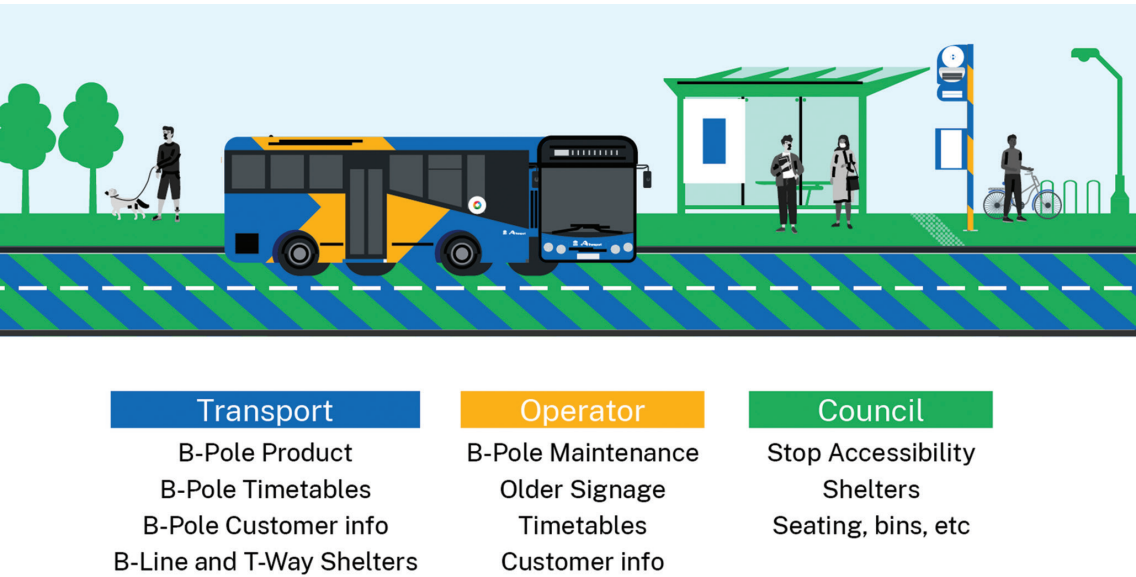 Transport
B-Pole Product
B-Pole Timetables
B-Pole Customer info
B-Line and T-Way Shelters
Operator
B-Pole Maintenance
Older Signage
Timetables
Customer info
Council
Stop Accessibility
Shelters
Seating, bins, etc